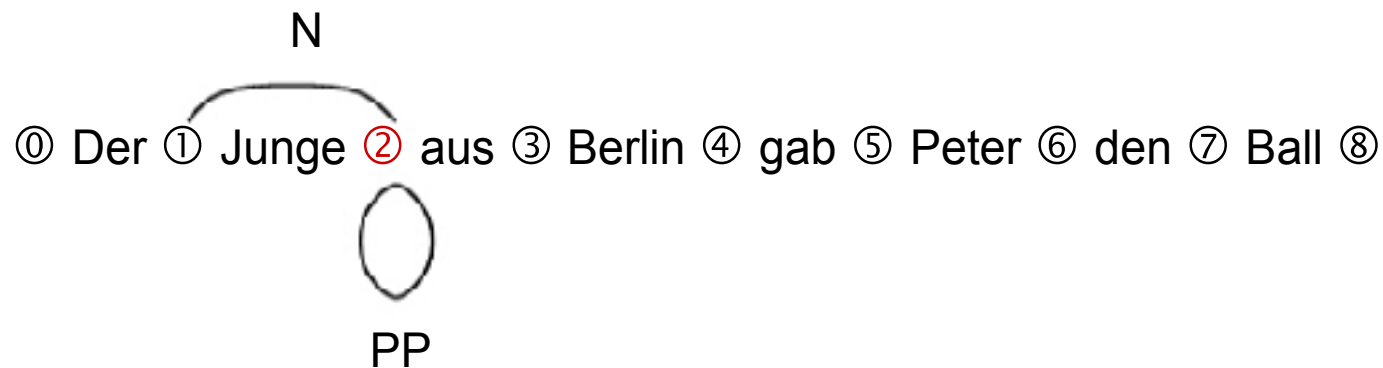 N
⓪ Der ① Junge ② aus ③ Berlin ④ gab ⑤ Peter ⑥ den ⑦ Ball ⑧
PP